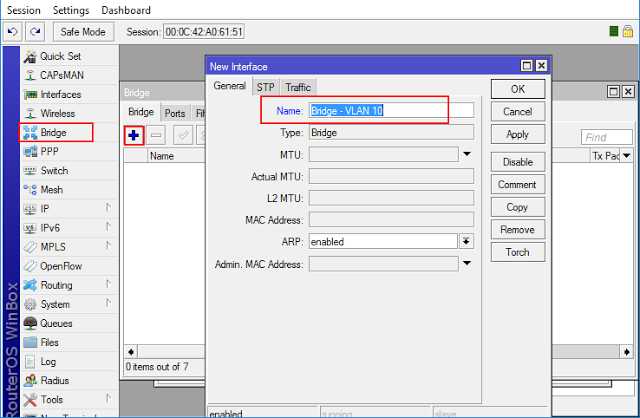 Session Settings Dashboard
Safe Mode Session: 00:0C:42:A0:61:51
RouterOS WinBox
Quick Set
CAPsMAN
Interfaces
Wireless
Bridge
PPP
Switch
Mesh
IP
IPv6
MPLS
OpenFlow
Routing
System
Queues
Files
Log
Radius
Tools
Bridge
Bridge Ports
Name
Find
0 items out of 7
New Interface
General STP Traffic
Name: Bridge - VLAN 10
Type: Bridge
MTU:
Actual MTU:
L2 MTU:
MAC Address:
ARP: enabled
Admin. MAC Address:
OK
Cancel
Apply
Disable
Comment
Copy
Remove
Torch
enabled running slave